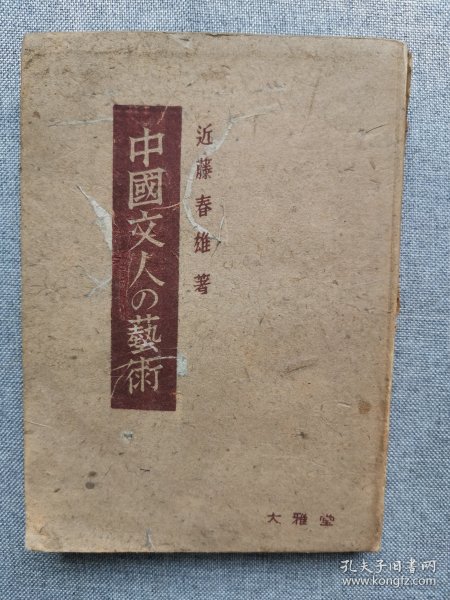 近藤春雄 著
中國文人の藝術
大雅堂
孔夫子旧书网
www.kongfz.com